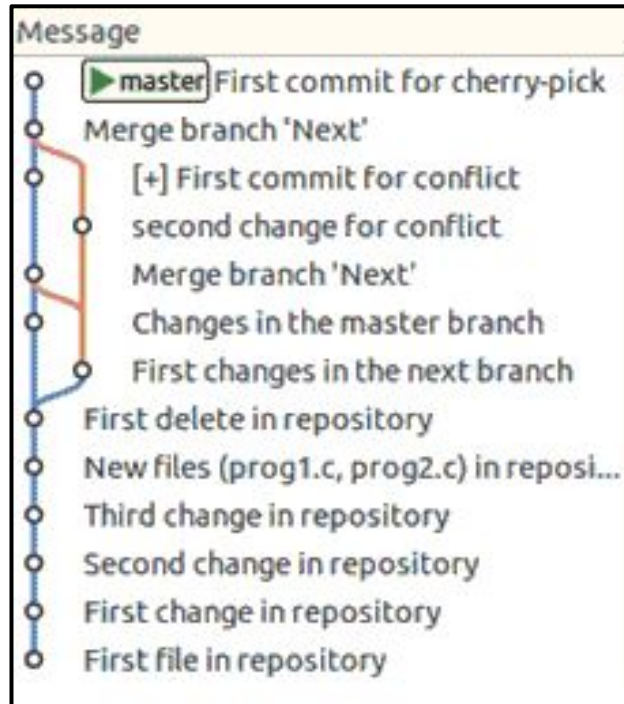 Message
master First commit for cherry-pick
Merge branch 'Next'
[+] First commit for conflict
second change for conflict
Merge branch 'Next'
Changes in the master branch
First changes in the next branch
First delete in repository
New files (prog1.c, prog2.c) in reposi...
Third change in repository
Second change in repository
First change in repository
First file in repository